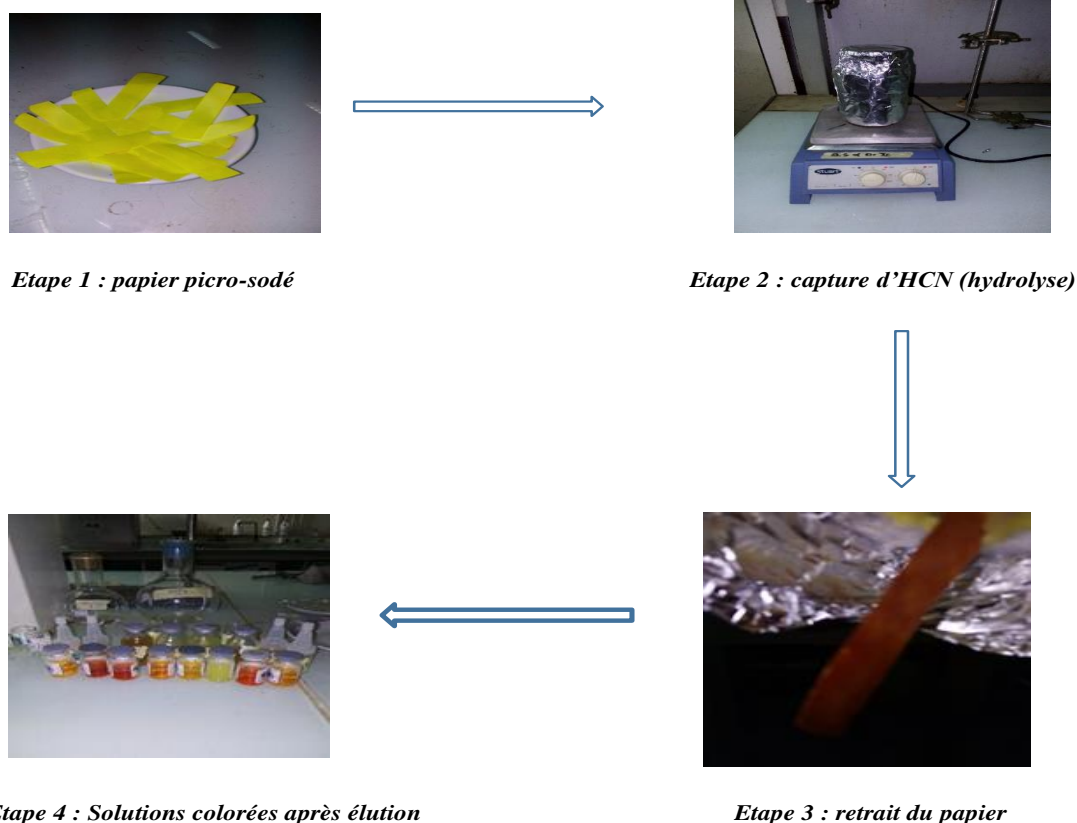 Etape 1 : papier picro-sodé
Etape 2 : capture d'HCN (hydrolyse)
Stuart
Etape 4 : Solutions colorées après élution
Etape 3 : retrait du papier